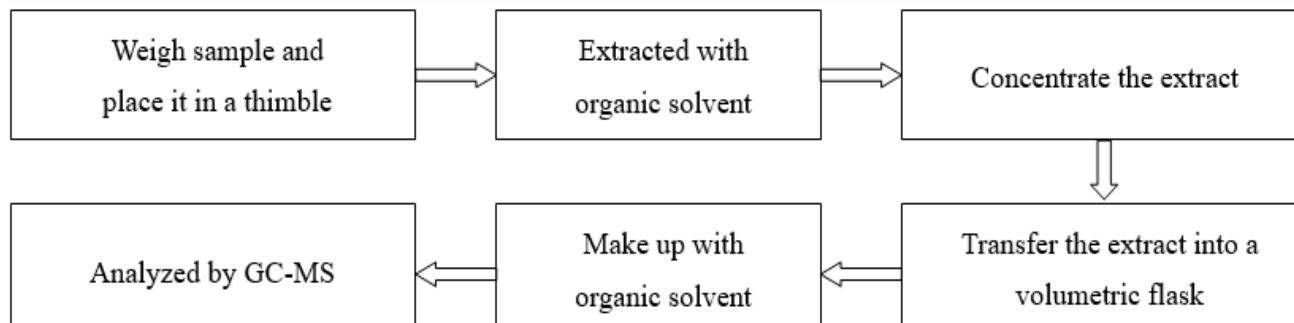 Weigh sample and
place it in a thimble
Extracted with
organic solvent
Concentrate the extract
Transfer the extract into a
volumetric flask
Make up with
organic solvent
Analyzed by GC-MS